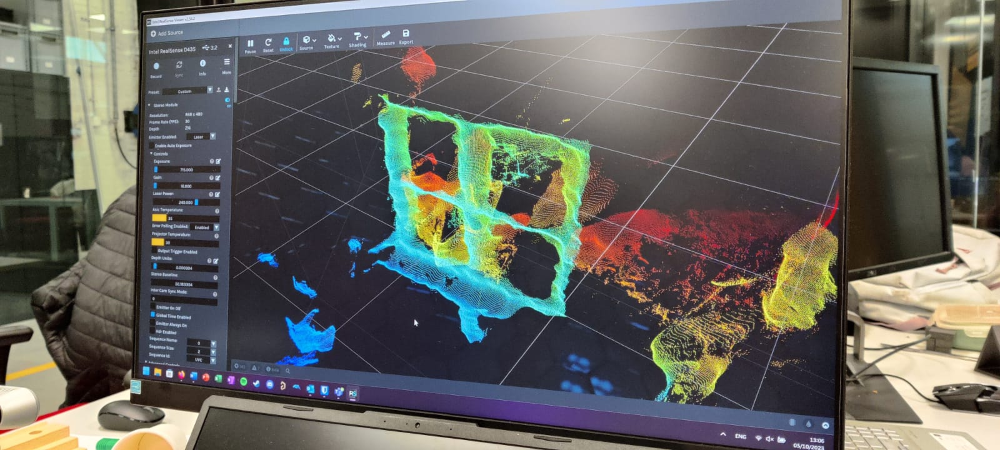 Intel RealSense Viewer v2.54.2
Add Source
Intel RealSense D435 3.2
Record Sync Info More
Preset: Custom
on
Stereo Module
Resolution: 848 x 480
Frame Rate (FPS): 30
Depth Z16
Emitter Enabled: Laser
Enable Auto Exposure
Controls
Exposure:
715.000
Gain:
16.000
Laser Power:
240.000
Asic Temperature:
35
Error Polling Enabled: Enabled
Projector Temperature:
30
Output Trigger Enabled
Depth Units:
0.000304
Stereo Baseline:
50.183304
Inter Cam Sync Mode:
0
Emitter On Off
Global Time Enabled
Emitter Always On
Hdr Enabled
Sequence Name: 0
Sequence Size: 2
Sequence Id: UVC
Advanced Controls
Pause Reset Unlock Source Texture Shading Measure Export
RS
ENG
13:06
05/10/2023